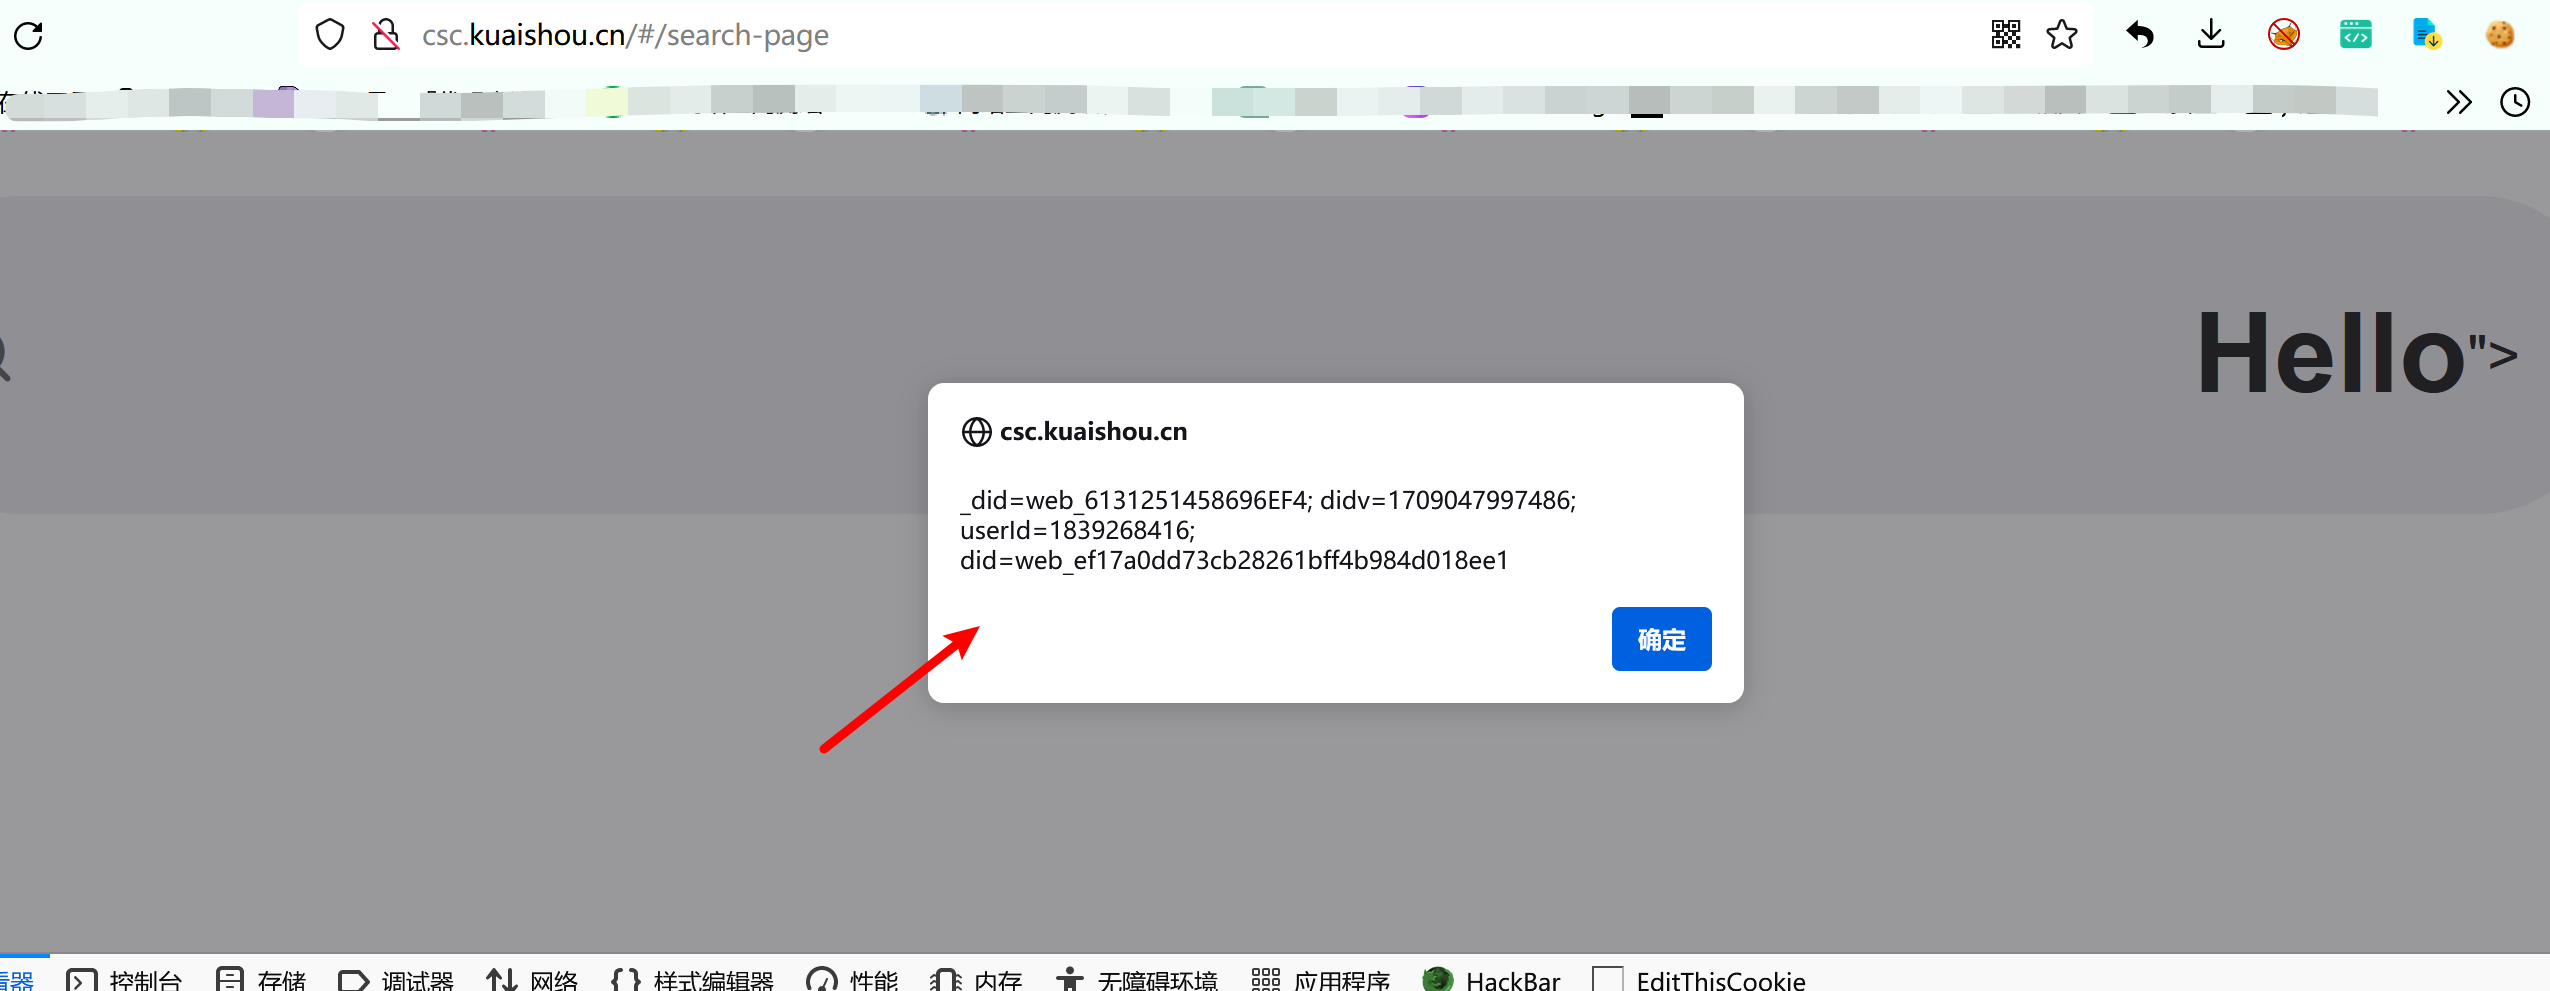 csc.kuaishou.cn/#/search-page
Hello">
csc.kuaishou.cn
_did=web_6131251458696EF4; didv=1709047997486;
userId=1839268416;
did=web_ef17a0dd73cb28261bff4b984d018ee1
确定
看器 控制台 存储 调试器 网络 样式编辑器 性能 内存 无障碍环境 应用程序 HackBar EditThisCookie